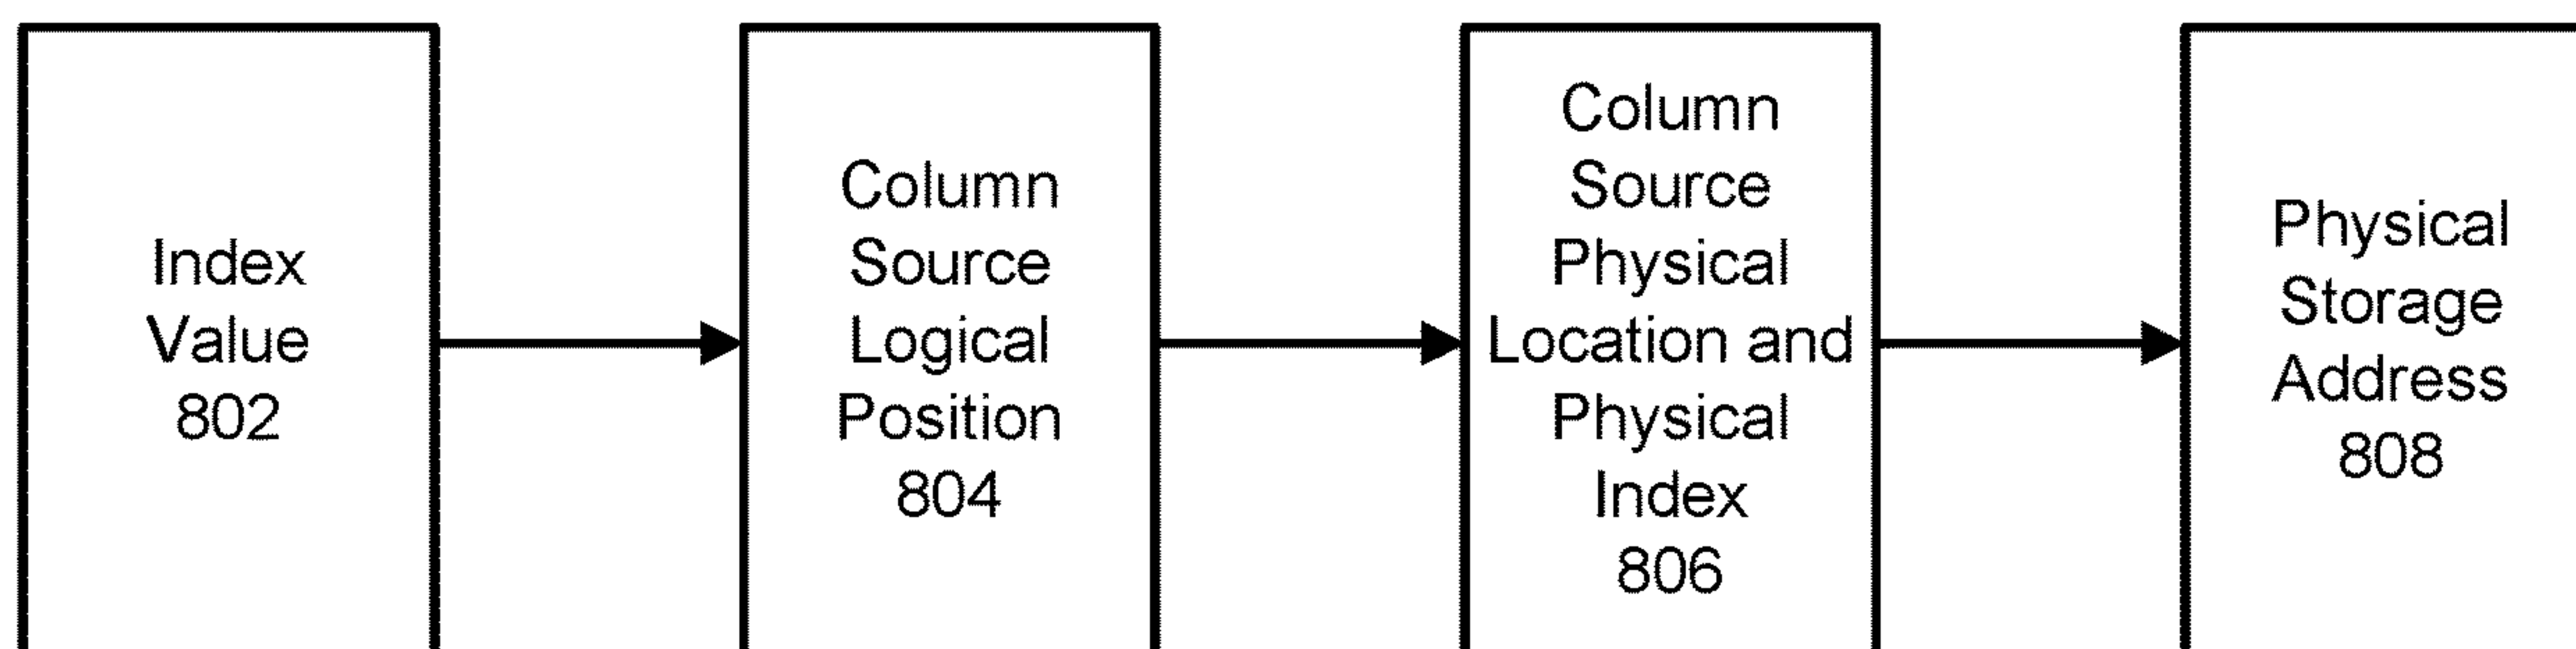 Index
Value
802
Column
Source
Logical
Position
804
Column
Source
Physical
Location and
Physical
Index
806
Physical
Storage
Address
808